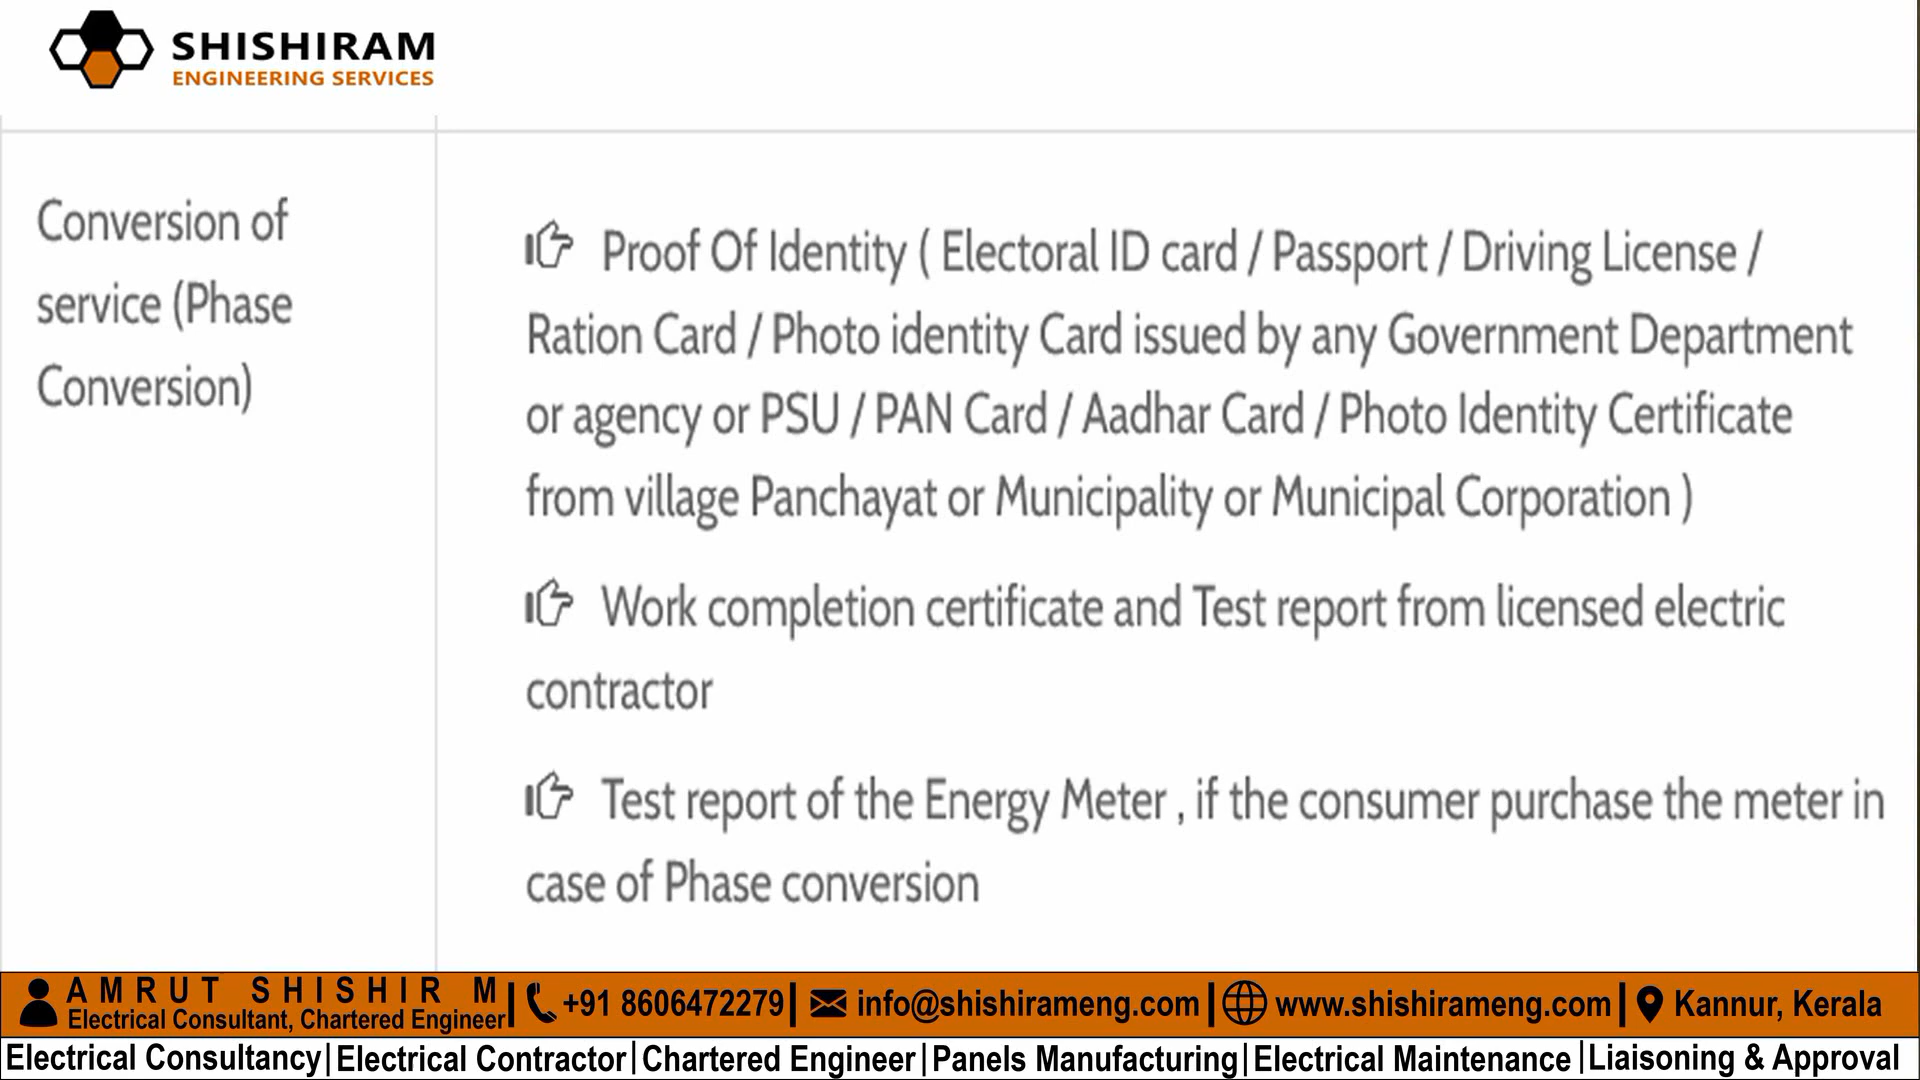 SHISHIRAM
ENGINEERING SERVICES
Conversion of
service (Phase
Conversion)
Proof Of Identity ( Electoral ID card / Passport / Driving License /
Ration Card / Photo identity Card issued by any Government Department
or agency or PSU / PAN Card / Aadhar Card / Photo Identity Certificate
from village Panchayat or Municipality or Municipal Corporation )
Work completion certificate and Test report from licensed electric
contractor
Test report of the Energy Meter , if the consumer purchase the meter in
case of Phase conversion
AMRUT SHISHIR M
Electrical Consultant, Chartered Engineer
+91 8606472279| info@shishirameng.com | www.shishirameng.com | Kannur, Kerala
Electrical Consultancy|Electrical Contractor|Chartered Engineer|Panels Manufacturing|Electrical Maintenance |Liaisoning & Approval